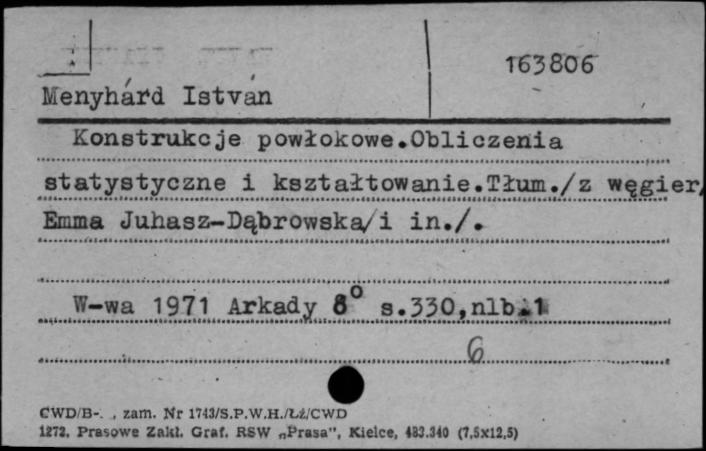 163806
Menyhárd István
Konstrukcje powłokowe.Obliczenia
statystyczne i kształtowanie.Tłum./z węgier/
Emma Juhasz-Dąbrowska/i in./.
W-wa 1971 Arkady 8° s.330,nlb.1
6
CWD/B-. , zam. Nr 1743/S.P.W.H./Łź/CWD
1272. Prasowe Zakł. Graf. RSW „Prasa", Kielce, 483.340 (7,5x12,5)